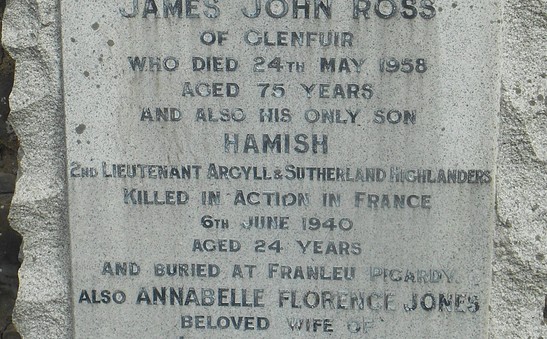 JAMES JOHN ROSS
OF GLENFUIR
WHO DIED 24TH MAY 1958
AGED 75 YEARS
AND ALSO HIS ONLY SON
HAMISH
2ND LIEUTENANT ARGYLL & SUTHERLAND HIGHLANDERS
KILLED IN ACTION IN FRANCE
6TH JUNE 1940
AGED 24 YEARS
AND BURIED AT FRANLEU PICARDY.
ALSO ANNABELLE FLORENCE JONES
BELOVED WIFE OF